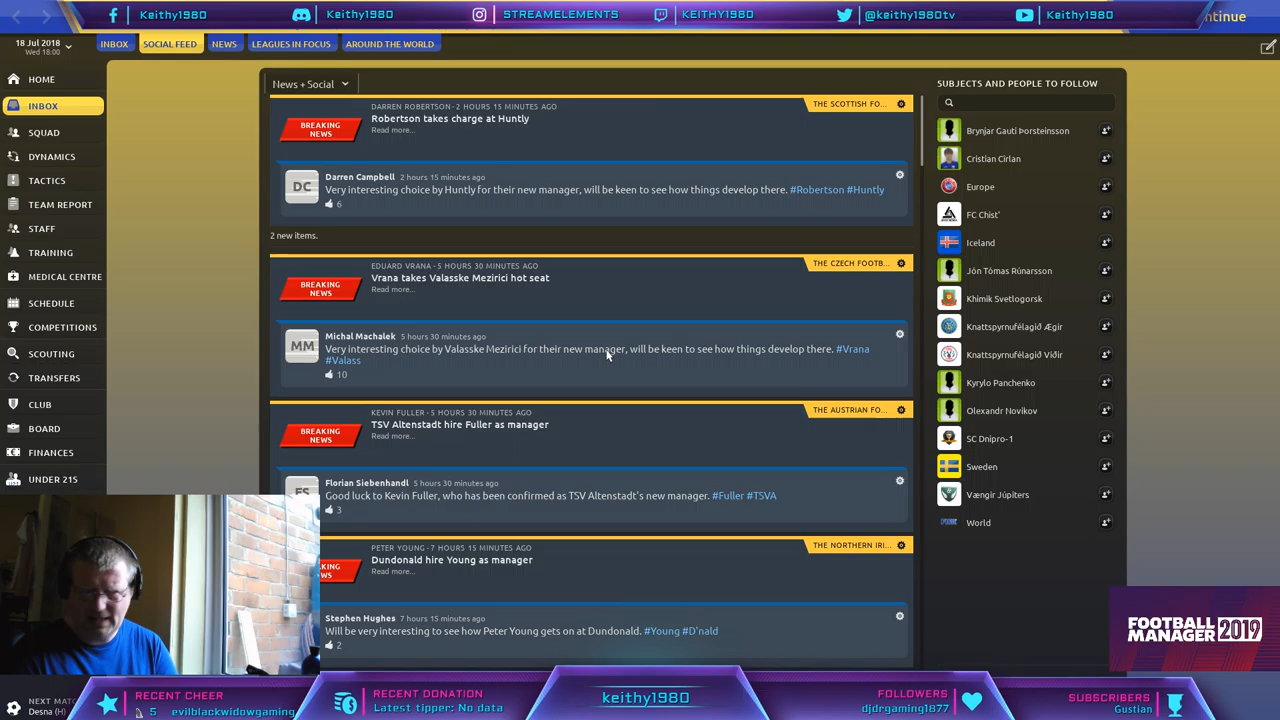 Keithy1980
Keithy1980
STREAMELEMENTS
KEITHY1980
@keithy1980tv
Keithy1980
ntinue
18 Jul 2018
Wed 18:00
INBOX
SOCIAL FEED
NEWS
LEAGUES IN FOCUS
AROUND THE WORLD
HOME
INBOX
SQUAD
DYNAMICS
TACTICS
TEAM REPORT
STAFF
TRAINING
MEDICAL CENTRE
SCHEDULE
COMPETITIONS
SCOUTING
TRANSFERS
CLUB
BOARD
FINANCES
UNDER 21S
News + Social
DARREN ROBERTSON - 2 HOURS 15 MINUTES AGO
THE SCOTTISH FO...
BREAKING
NEWS
Robertson takes charge at Huntly
Read more...
DC
Darren Campbell 2 hours 15 minutes ago
Very interesting choice by Huntly for their new manager, will be keen to see how things develop there. #Robertson #Huntly
6
2 new items.
EDUARD VRANA - 5 HOURS 30 MINUTES AGO
THE CZECH FOOTB...
BREAKING
NEWS
Vrana takes Valasske Mezirici hot seat
Read more...
MM
Michal Machalek 5 hours 30 minutes ago
Very interesting choice by Valasske Mezirici for their new manager, will be keen to see how things develop there. #Vrana
#Valass
10
KEVIN FULLER - 5 HOURS 30 MINUTES AGO
THE AUSTRIAN FO...
BREAKING
NEWS
TSV Altenstadt hire Fuller as manager
Read more...
FS
Florian Siebenhandl 5 hours 30 minutes ago
Good luck to Kevin Fuller, who has been confirmed as TSV Altenstadt's new manager. #Fuller #TSVA
3
PETER YOUNG - 7 HOURS 15 MINUTES AGO
THE NORTHERN IRI...
KING
WS
Dundonald hire Young as manager
Read more...
Stephen Hughes 7 hours 15 minutes ago
Will be very interesting to see how Peter Young gets on at Dundonald. #Young #D'nald
2
SUBJECTS AND PEOPLE TO FOLLOW
Brynjar Gauti Þorsteinsson
Cristian Cirlan
Europe
FC Chist'
Iceland
Jón Tómas Rúnarsson
Khimik Svetlogorsk
Knattspyrnufélagið Ægir
Knattspyrnufélagið Víðir
Kyrylo Panchenko
Olexandr Novikov
SC Dnipro-1
Sweden
Vængir Júpiters
World
FOOTBALL
MANAGER 2019
NEXT MAT
Desna (H)
RECENT CHEER
5 evilblackwidowgaming
RECENT DONATION
Latest tipper: No data
keithy1980
FOLLOWERS
djdrgaming1877
SUBSCRIBERS
Gustian